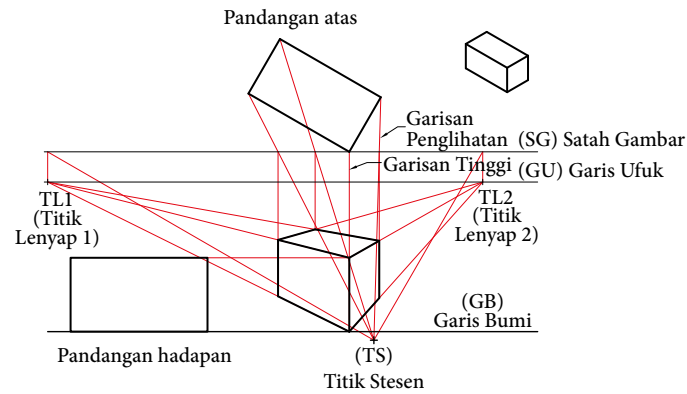 Pandangan atas
Garisan
Penglihatan
(SG) Satah Gambar
Garisan Tinggi
(GU) Garis Ufuk
TL1
(Titik
Lenyap 1)
TL2
(Titik
Lenyap 2)
(GB)
Garis Bumi
Pandangan hadapan
(TS)
Titik Stesen